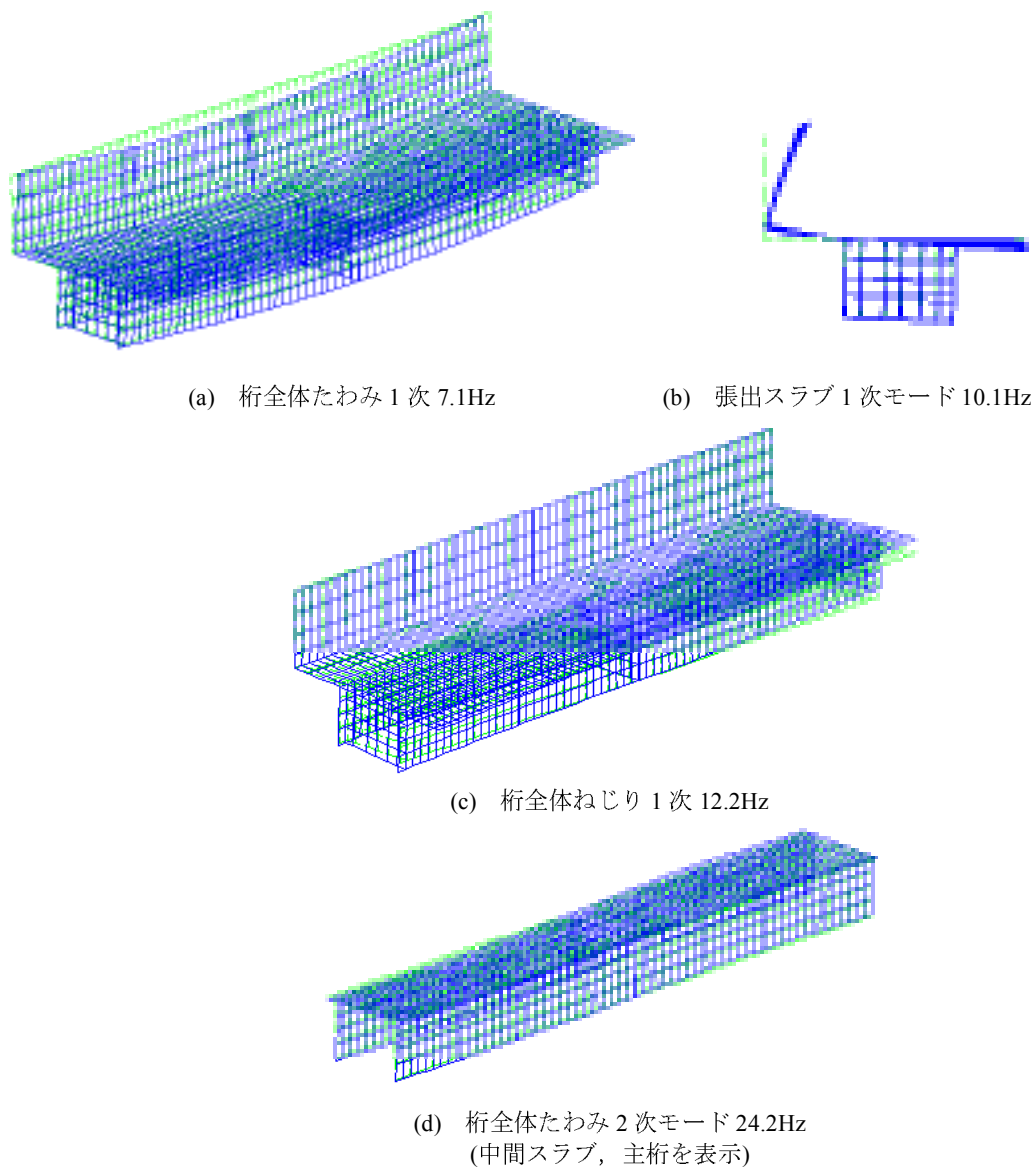 (a) 桁全体たわみ 1 次 7.1Hz
(b) 張出スラブ 1 次モード 10.1Hz
(c) 桁全体ねじり 1 次 12.2Hz
(d) 桁全体たわみ 2 次モード 24.2Hz
(中間スラブ，主桁を表示)